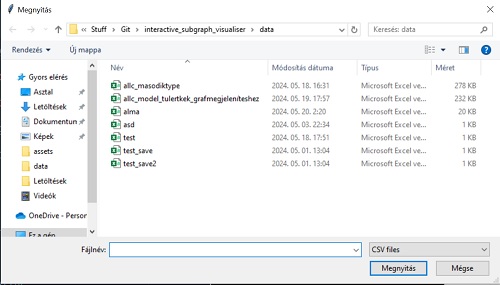 Megnyitás
« Stuff › Git › interactive_subgraph_visualiser › data
Keresés: data
Rendezés
Új mappa
Név
Módosítás dátuma
Típus
Méret
Gyors elérés
Asztal
Letöltések
Dokumentun
Képek
assets
data
Letöltések
Videók
OneDrive - Person
Ez a gép
allc_masodiktype 2024. 05. 18. 16:31 Microsoft Excel ve... 278 KB
allc_model_tulertkek_grafmegjeleniteshez 2024. 05. 19. 17:57 Microsoft Excel ve... 232 KB
alma 2024. 05. 20. 2:20 Microsoft Excel ve... 20 KB
asd 2024. 05. 03. 22:34 Microsoft Excel ve... 1 KB
test 2024. 05. 18. 17:51 Microsoft Excel ve... 1 KB
test_save 2024. 05. 01. 13:04 Microsoft Excel ve... 1 KB
test_save2 2024. 05. 01. 13:04 Microsoft Excel ve... 1 KB
Fájlnév:
CSV files
Megnyitás
Mégse